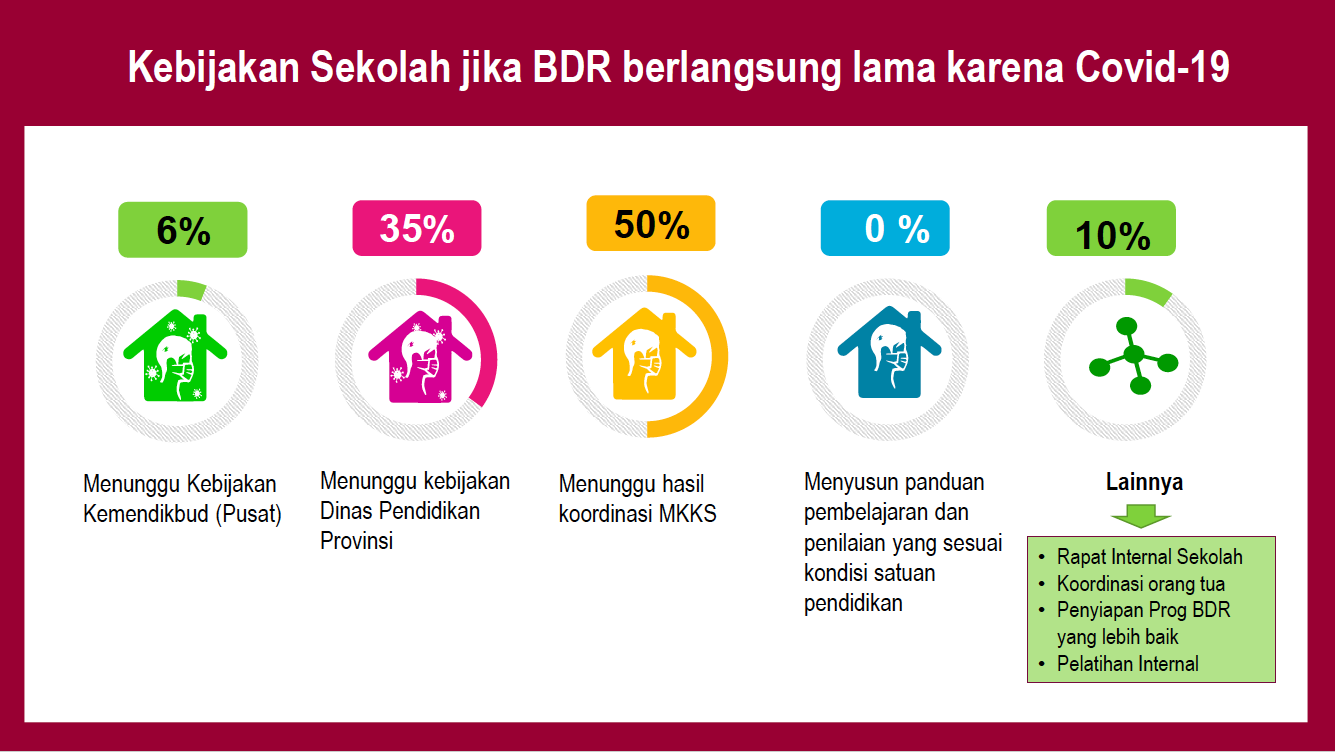 Kebijakan Sekolah jika BDR berlangsung lama karena Covid-19
6%
35%
50%
0 %
10%
Menunggu Kebijakan
Kemendikbud (Pusat)
Menunggu kebijakan
Dinas Pendidikan
Provinsi
Menunggu hasil
koordinasi MKKS
Menyusun panduan
pembelajaran dan
penilaian yang sesuai
kondisi satuan
pendidikan
Lainnya
• Rapat Internal Sekolah
• Koordinasi orang tua
• Penyiapan Prog BDR
yang lebih baik
• Pelatihan Internal